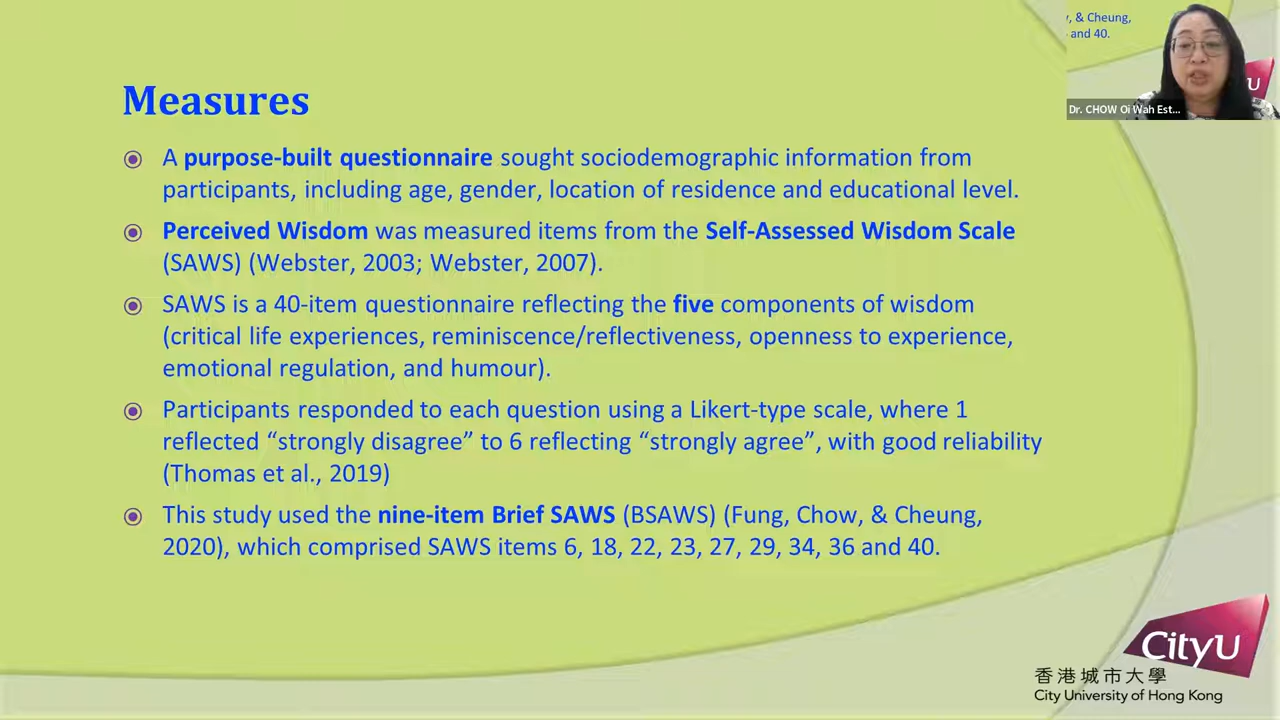 , & Cheung,
and 40.
U
Dr. CHOW Oi Wah Est...
Measures
A purpose-built questionnaire sought sociodemographic information from
participants, including age, gender, location of residence and educational level.
Perceived Wisdom was measured items from the Self-Assessed Wisdom Scale
(SAWS) (Webster, 2003; Webster, 2007).
SAWS is a 40-item questionnaire reflecting the five components of wisdom
(critical life experiences, reminiscence/reflectiveness, openness to experience,
emotional regulation, and humour).
Participants responded to each question using a Likert-type scale, where 1
reflected “strongly disagree” to 6 reflecting “strongly agree”, with good reliability
(Thomas et al., 2019)
This study used the nine-item Brief SAWS (BSAWS) (Fung, Chow, & Cheung,
2020), which comprised SAWS items 6, 18, 22, 23, 27, 29, 34, 36 and 40.
CityU
香港城市大學
City University of Hong Kong